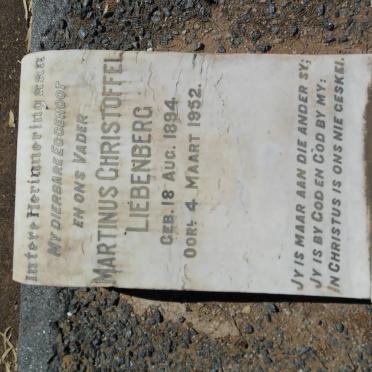 Intere Herinnering aan
MY DIERBARE EGGENOOT
EN ONS VADER
MARTINUS CHRISTOFFEL
LIEBENBERG
GEB. 18 AUG. 1894
OORL. 4 MAART 1952.
JY IS MAAR AAN DIE ANDER SY;
JY IS BY GOD EN GOD BY MY:
IN CHRISTUS IS ONS NIE GESKEI.